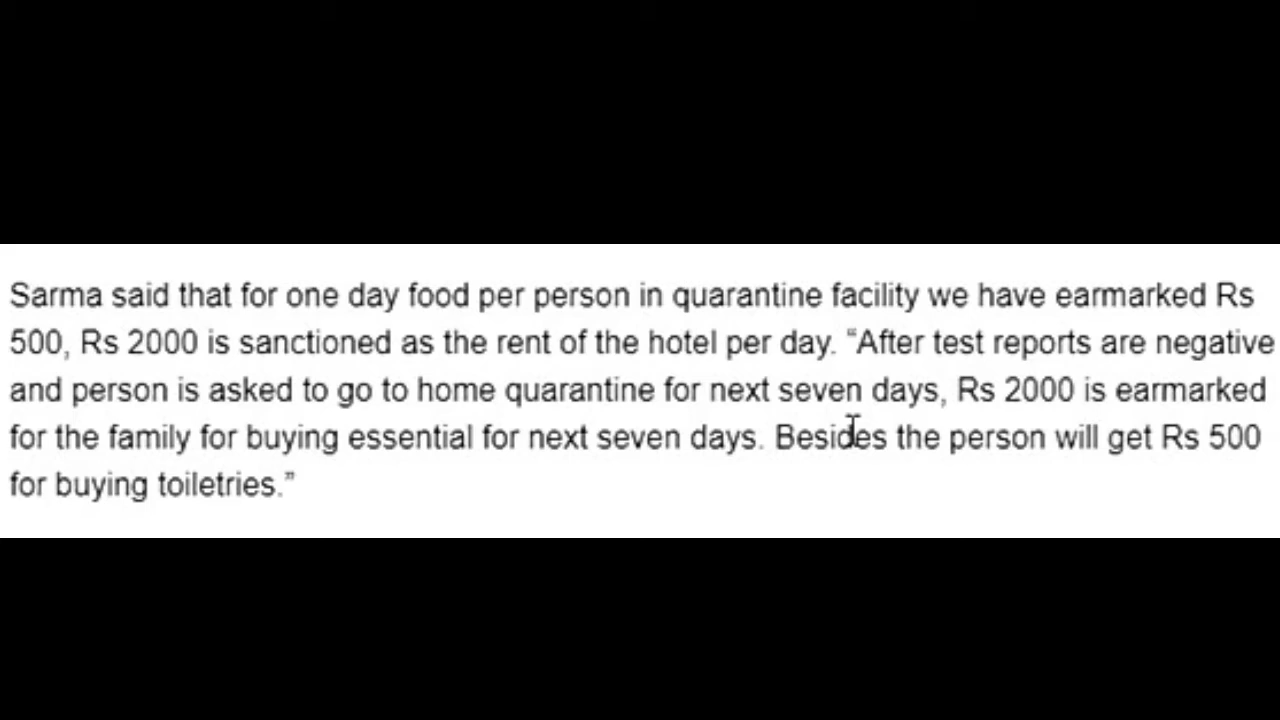 Sarma said that for one day food per person in quarantine facility we have earmarked Rs
500, Rs 2000 is sanctioned as the rent of the hotel per day. “After test reports are negative
and person is asked to go to home quarantine for next seven days, Rs 2000 is earmarked
for the family for buying essential for next seven days. Besides the person will get Rs 500
for buying toiletries.”